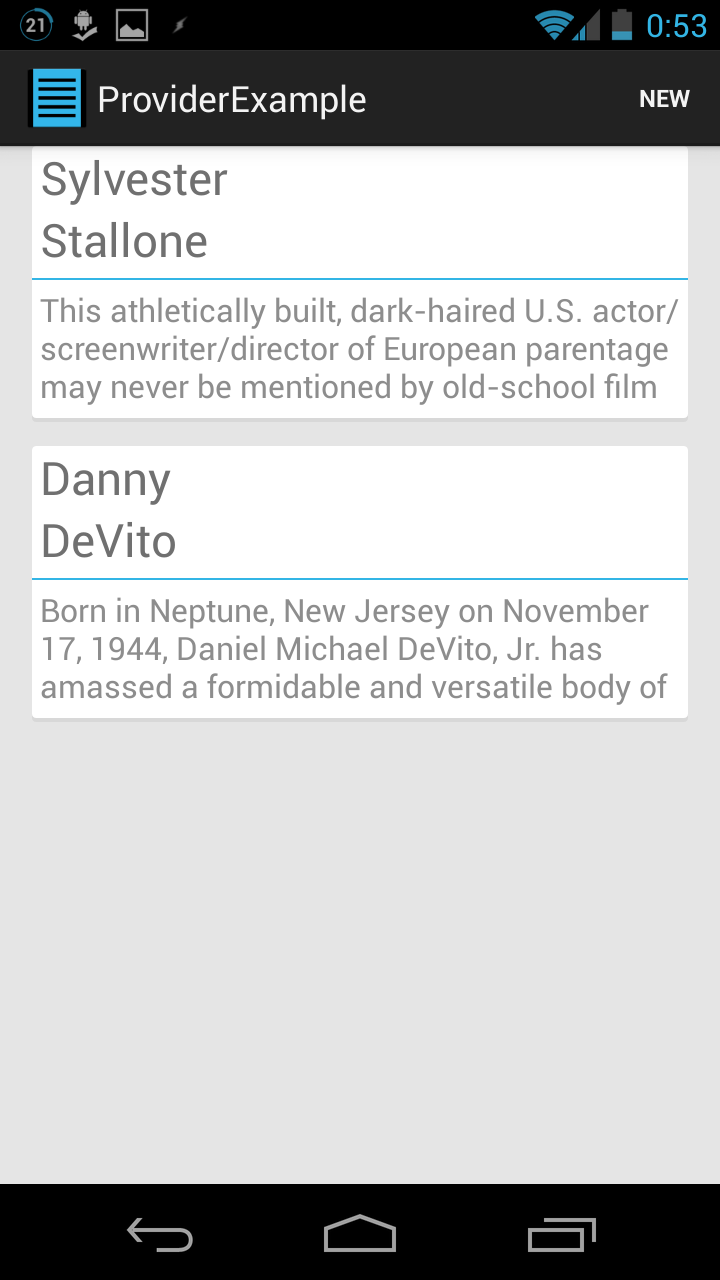 21
0:53
ProviderExample
NEW
Sylvester
Stallone
This athletically built, dark-haired U.S. actor/
screenwriter/director of European parentage
may never be mentioned by old-school film
Danny
DeVito
Born in Neptune, New Jersey on November
17, 1944, Daniel Michael DeVito, Jr. has
amassed a formidable and versatile body of